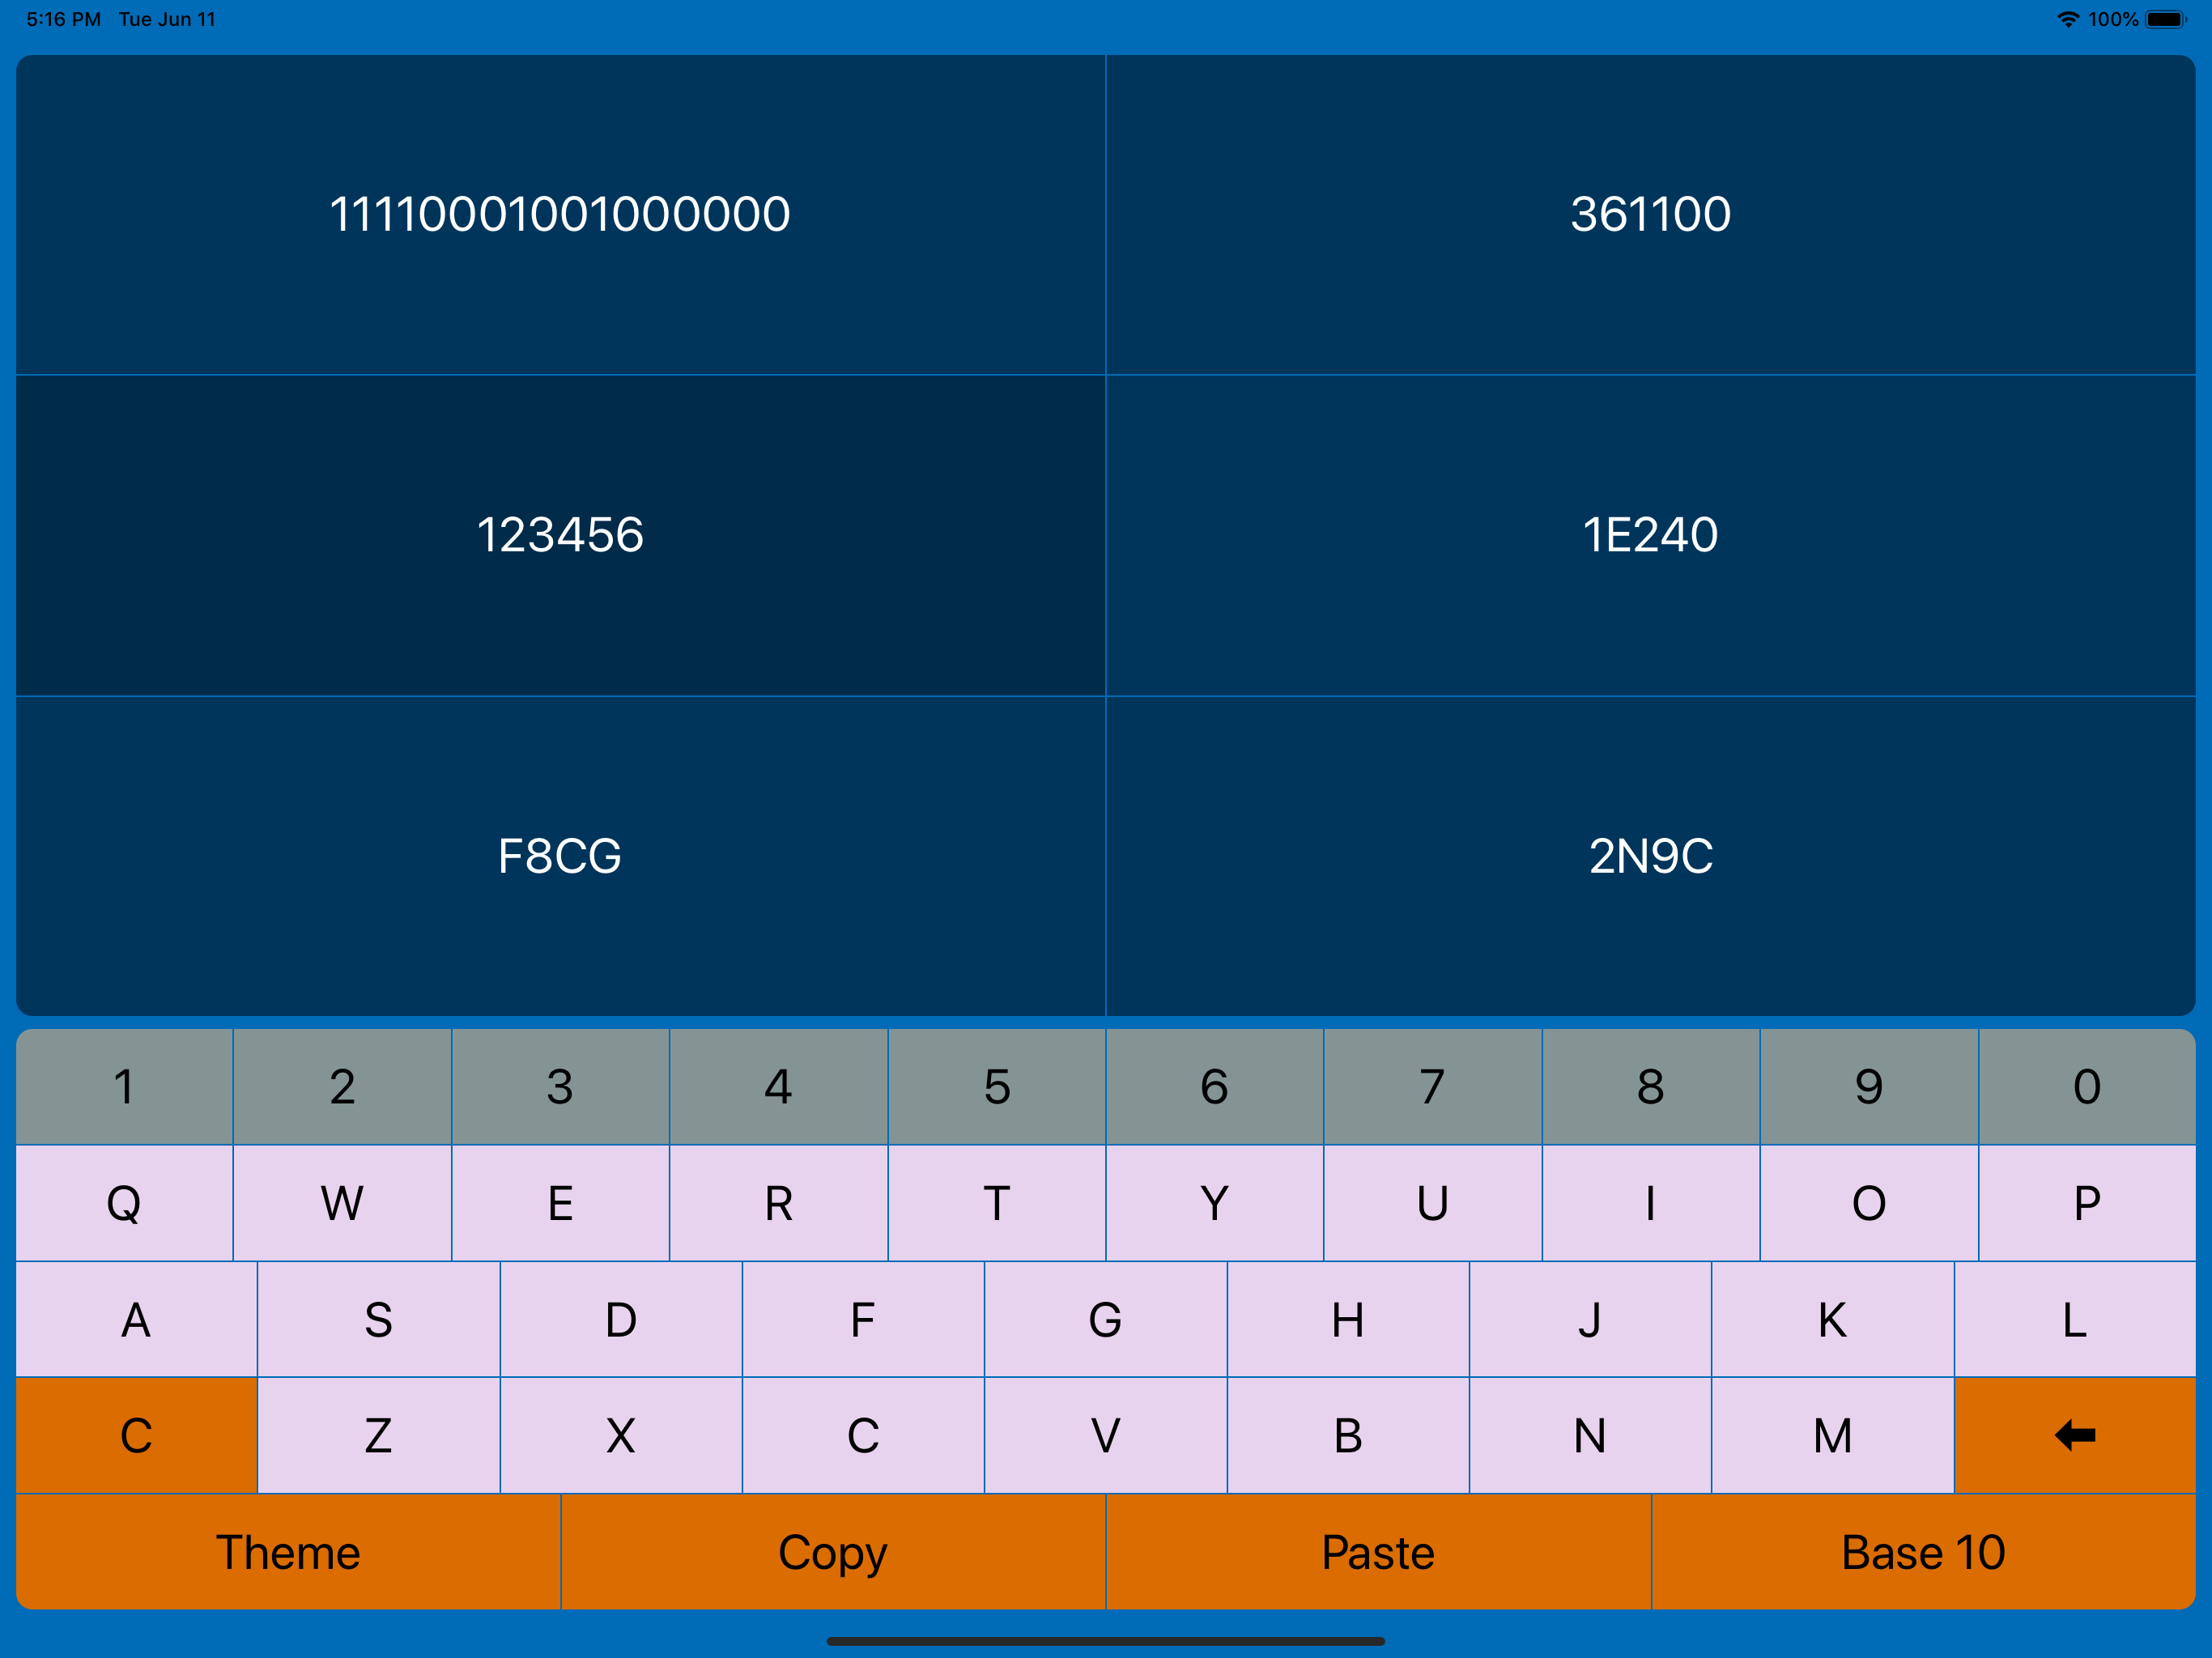 5:16 PM Tue Jun 11 100%
11110001001000000 361100
123456 1E240
F8CG 2N9C
1 2 3 4 5 6 7 8 9 0
Q W E R T Y U I O P
A S D F G H J K L
C Z X C V B N M
Theme Copy Paste Base 10